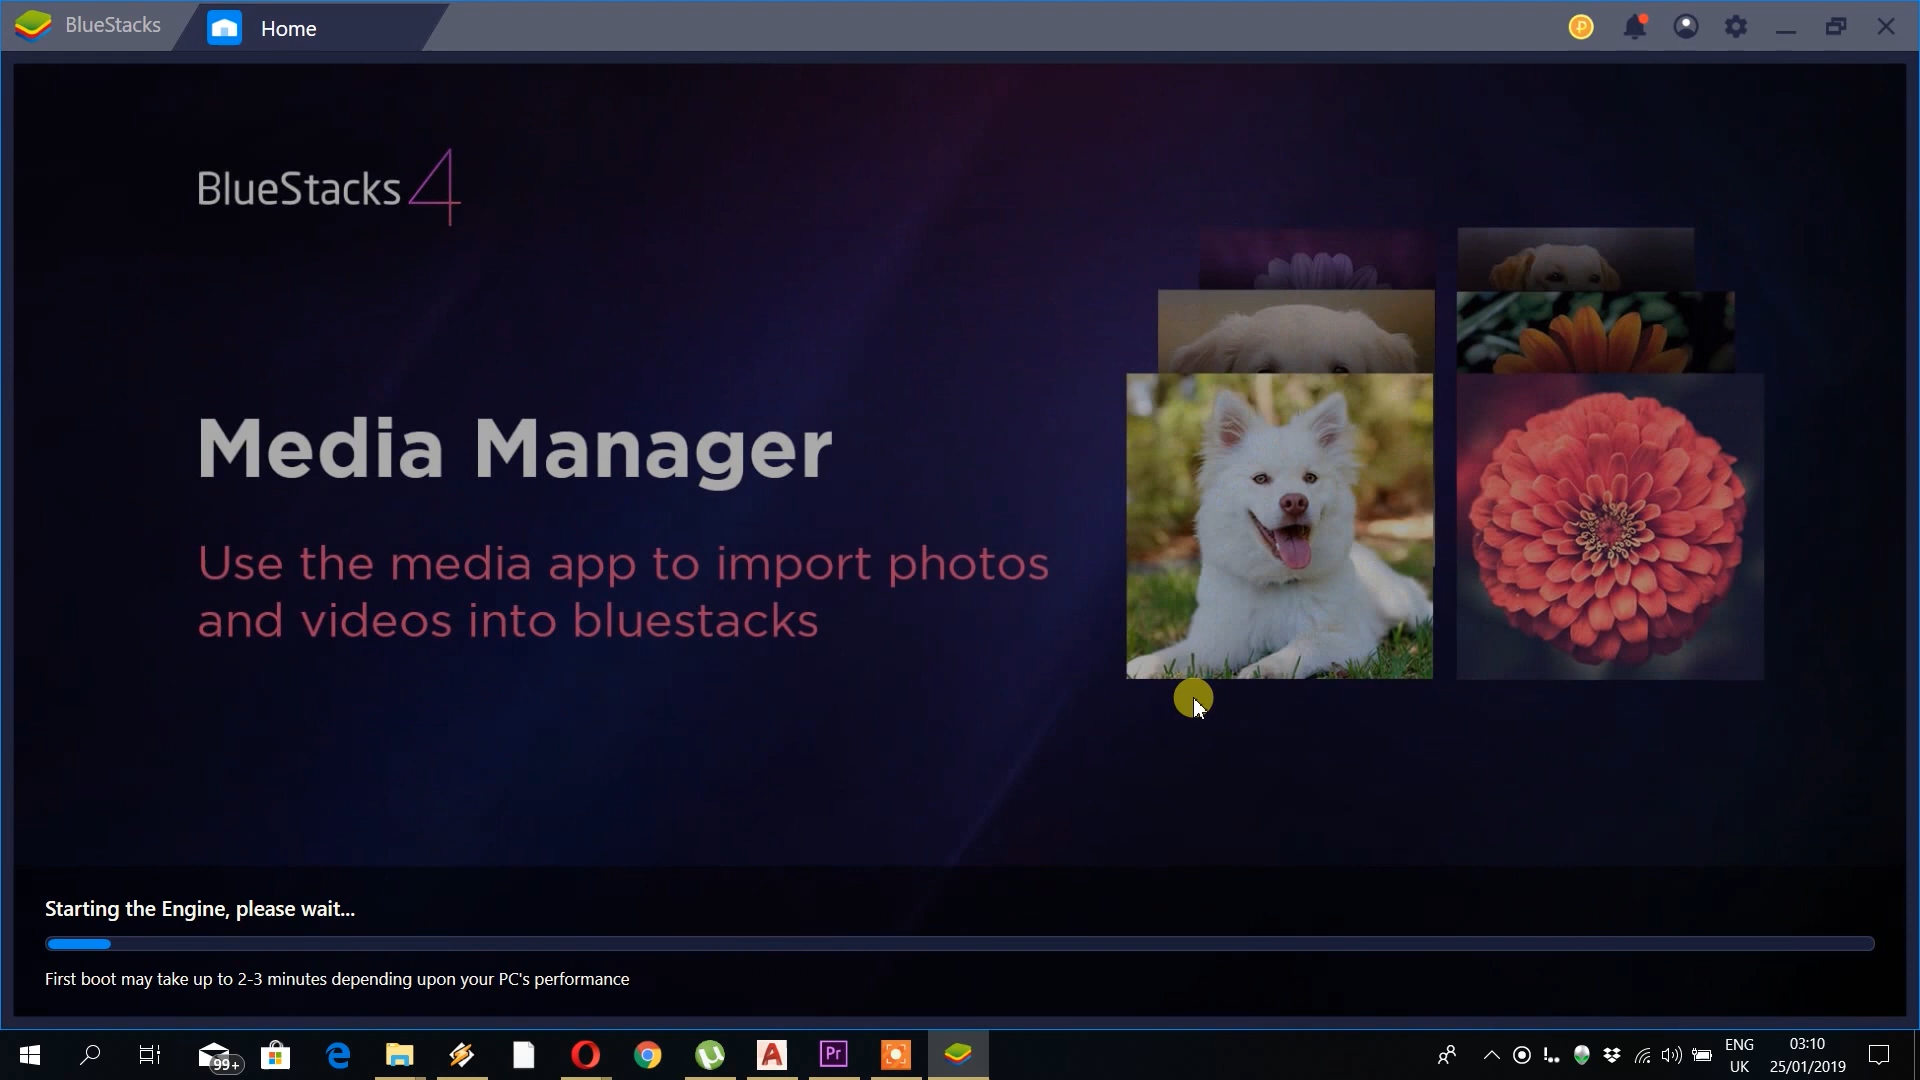 BlueStacks
Home
BlueStacks 4
Media Manager
Use the media app to import photos
and videos into bluestacks
Starting the Engine, please wait...
First boot may take up to 2-3 minutes depending upon your PC's performance
99+
Pr
ENG
UK
03:10
25/01/2019